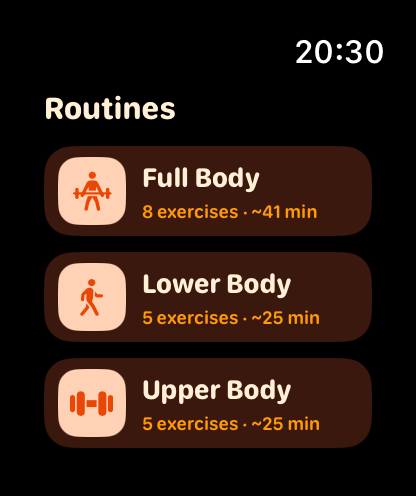 20:30
Routines
Full Body
8 exercises · ~41 min
Lower Body
5 exercises · ~25 min
Upper Body
5 exercises · ~25 min